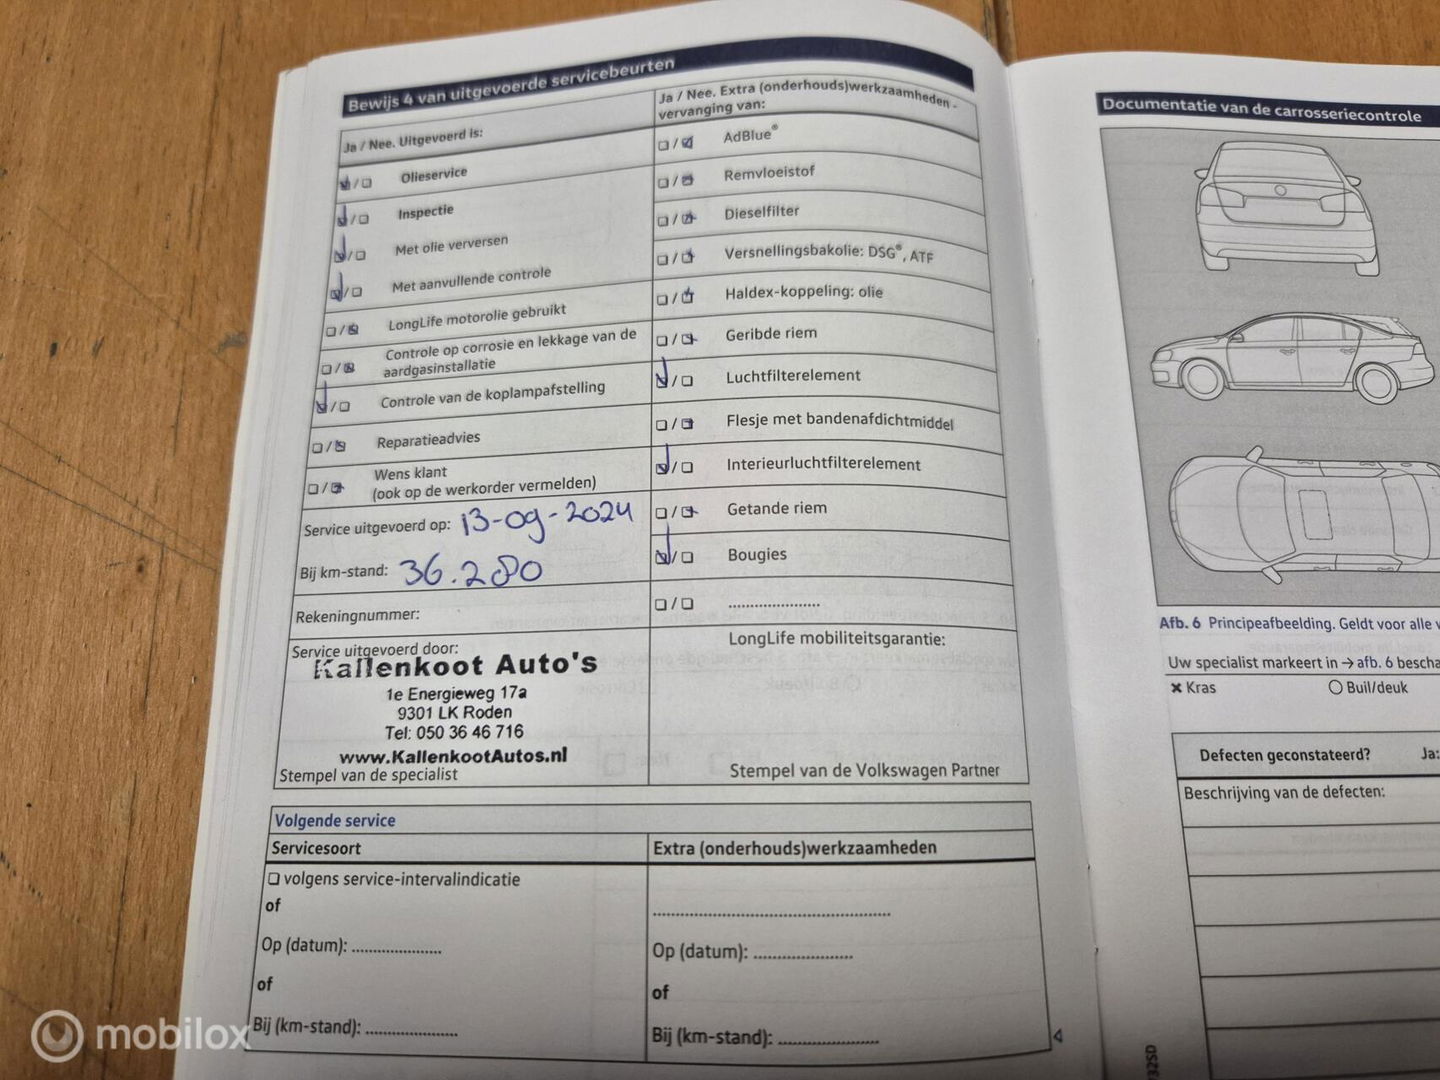 Bewijs 4 van uitgevoerde servicebeurten
Ja / Nee. Uitgevoerd is:
Olieservice
Inspectie
Met olie verversen
Met aanvullende controle
LongLife motorolie gebruikt
Controle op corrosie en lekkage van de
aardgasinstallatie
Controle van de koplampafstelling
Reparatieadvies
Wens klant
(ook op de werkorder vermelden)
Service uitgevoerd op: 13-09-2024
Bij km-stand: 36.280
Rekeningnummer:
Service uitgevoerd door:
Kallenkoot Auto's
1e Energieweg 17a
9301 LK Roden
Tel: 050 36 46 716
www.KallenkootAutos.nl
Stempel van de specialist
Ja / Nee. Extra (onderhouds)werkzaamheden -
vervanging van:
AdBlue®
Remvloeistof
Dieselfilter
Versnellingsbakolie: DSG®, ATF
Haldex-koppeling: olie
Geribde riem
Luchtfilterelement
Flesje met bandenafdichtmiddel
Interieurluchtfilterelement
Getande riem
Bougies
.....................
LongLife mobiliteitsgarantie:
Stempel van de Volkswagen Partner
Volgende service
Servicesoort
volgens service-intervalindicatie
of
Op (datum): ....................
of
Bij (km-stand): ....................
Extra (onderhouds)werkzaamheden
.....................................................
Op (datum): ......................
of
Bij (km-stand): ......................
Documentatie van de carrosseriecontrole
Afb. 6 Principeafbeelding. Geldt voor alle
Uw specialist markeert in → afb. 6
× Kras
O Buil/deuk
Defecten geconstateerd? Ja:
Beschrijving van de defecten:
mobilox